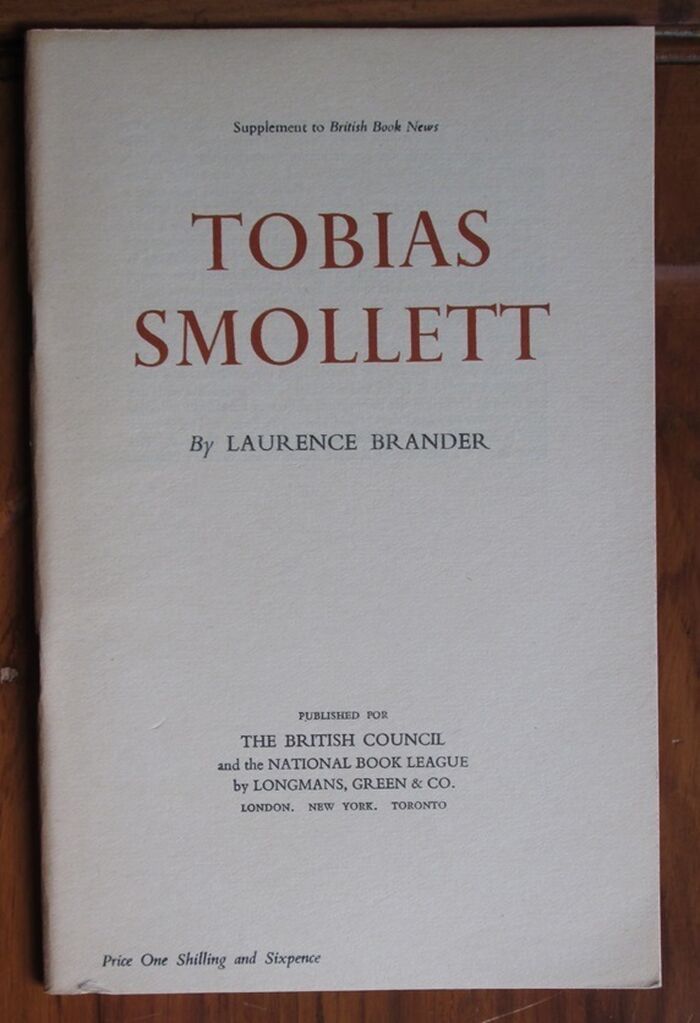 Supplement to British Book News
TOBIAS
SMOLLETT
By LAURENCE BRANDER
PUBLISHED FOR
THE BRITISH COUNCIL
and the NATIONAL BOOK LEAGUE
by LONGMANS, GREEN & CO.
LONDON. NEW YORK. TORONTO
Price One Shilling and Sixpence